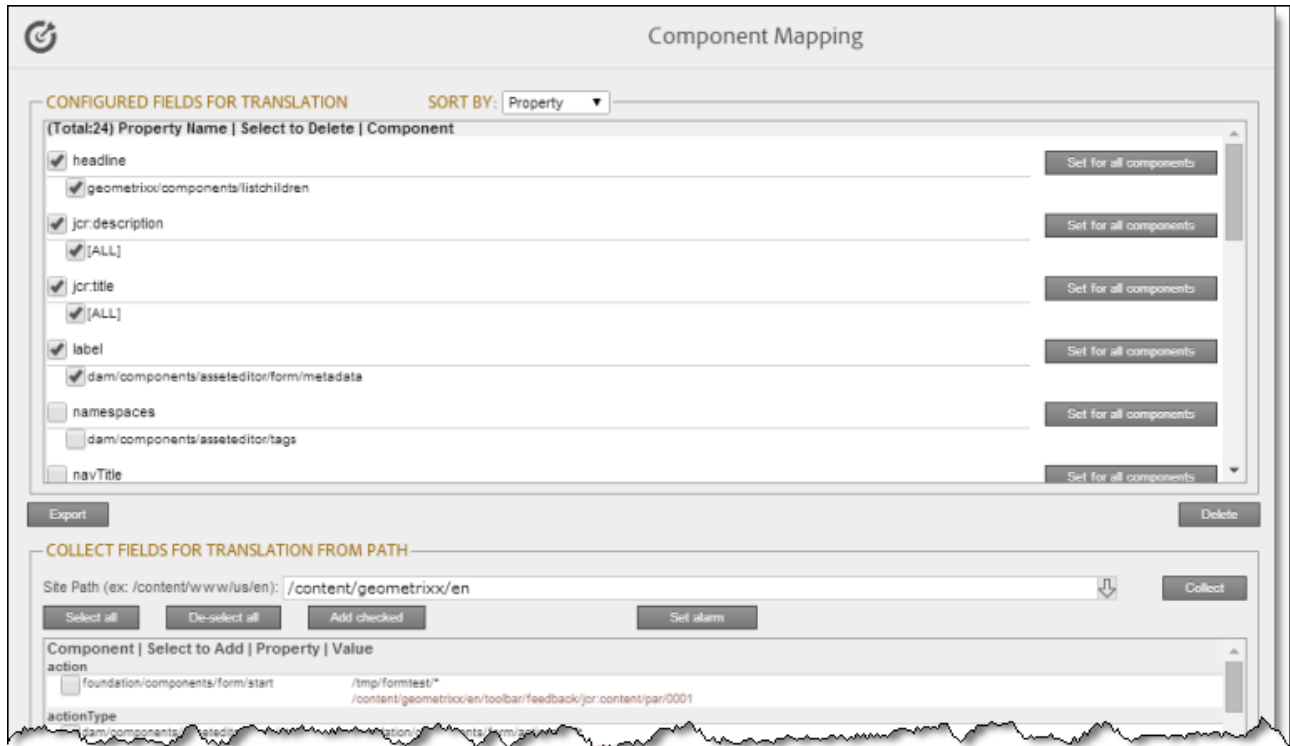 Component Mapping
CONFIGURED FIELDS FOR TRANSLATION SORT BY: Property
(Total:24) Property Name | Select to Delete | Component
headline Set for all components
geometrixx/components/listchildren
jcr:description Set for all components
[ALL]
jcr:title Set for all components
[ALL]
label Set for all components
dam/components/asseteditor/form/metadata
namespaces Set for all components
dam/components/asseteditor/tags
navTitle Set for all components
Export Delete
COLLECT FIELDS FOR TRANSLATION FROM PATH
Site Path (ex: /content/www/us/en): /content/geometrixx/en Collect
Select all De-select all Add checked Set alarm
Component | Select to Add | Property | Value
action
foundation/components/form/start /tmp/formtest/*
/content/geometrixx/en/toolbar/feedback/jcr:content/par/0001
actionType